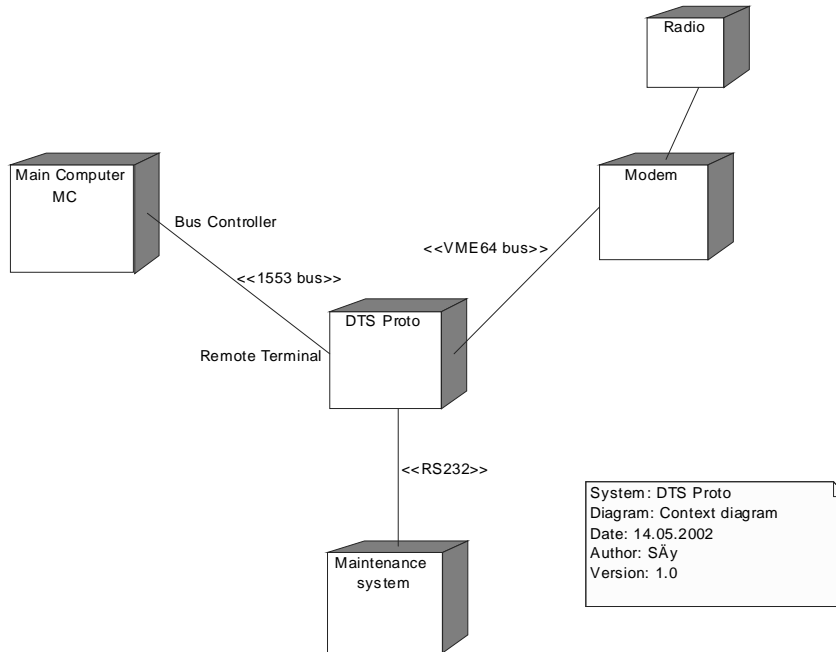 Radio
Main Computer
MC
Modem
Bus Controller
<<VME64 bus>>
<<1553 bus>>
DTS Proto
Remote Terminal
<<RS232>>
System: DTS Proto
Diagram: Context diagram
Date: 14.05.2002
Author: SÄy
Version: 1.0
Maintenance
system